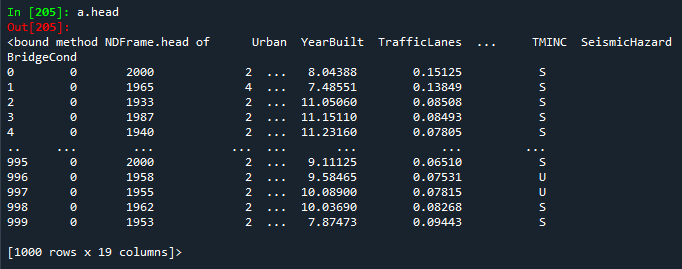 In [205]: a.head
Out[205]:
<bound method NDFrame.head of      Urban  YearBuilt  TrafficLanes  ...     TMINC  SeismicHazard
BridgeCond
0        0       2000             2  ...   8.04388        0.15125           S
1        0       1965             4  ...   7.48551        0.13849           S
2        0       1933             2  ...  11.05060        0.08508           S
3        0       1987             2  ...  11.15110        0.08493           S
4        0       1940             2  ...  11.23160        0.07805           S
..     ...        ...           ...  ...       ...            ...         ...
995      0       2000             2  ...   9.11125        0.06510           S
996      0       1958             2  ...   9.58465        0.07531           U
997      0       1955             2  ...  10.08900        0.07815           U
998      0       1962             2  ...  10.03690        0.08268           S
999      0       1953             2  ...   7.87473        0.09443           S
[1000 rows x 19 columns]>